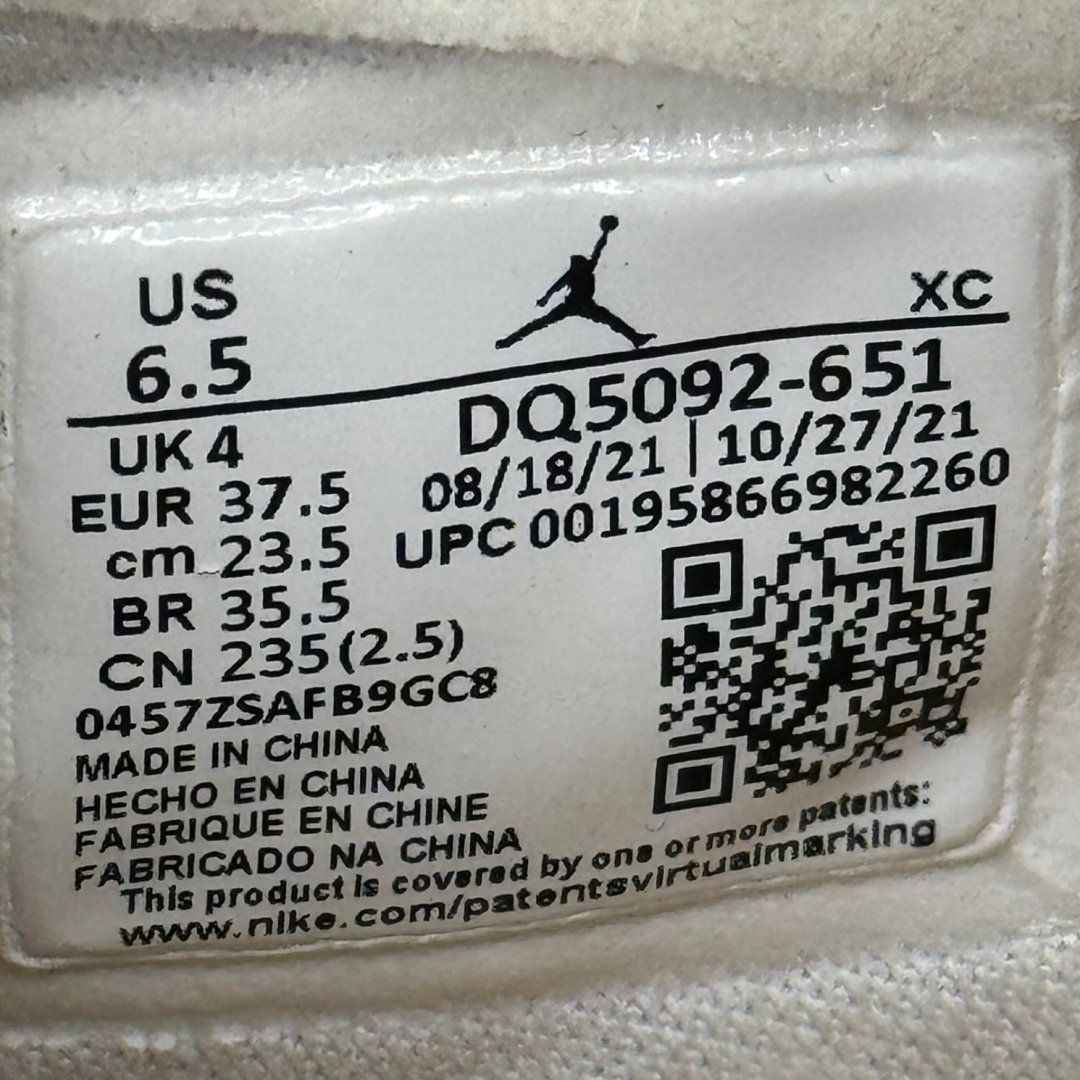 US
6.5
XC
UK 4
EUR 37.5
cm 23.5
BR 35.5
CN 235(2.5)
DQ5092-651
08/18/21 | 10/27/21
UPC 00195866982260
0457ZSAFB9GC8
MADE IN CHINA
HECHO EN CHINA
FABRIQUE EN CHINE
FABRICADO NA CHINA
This product is covered by one or more patents:
www.nike.com/patentsvirtualmarking